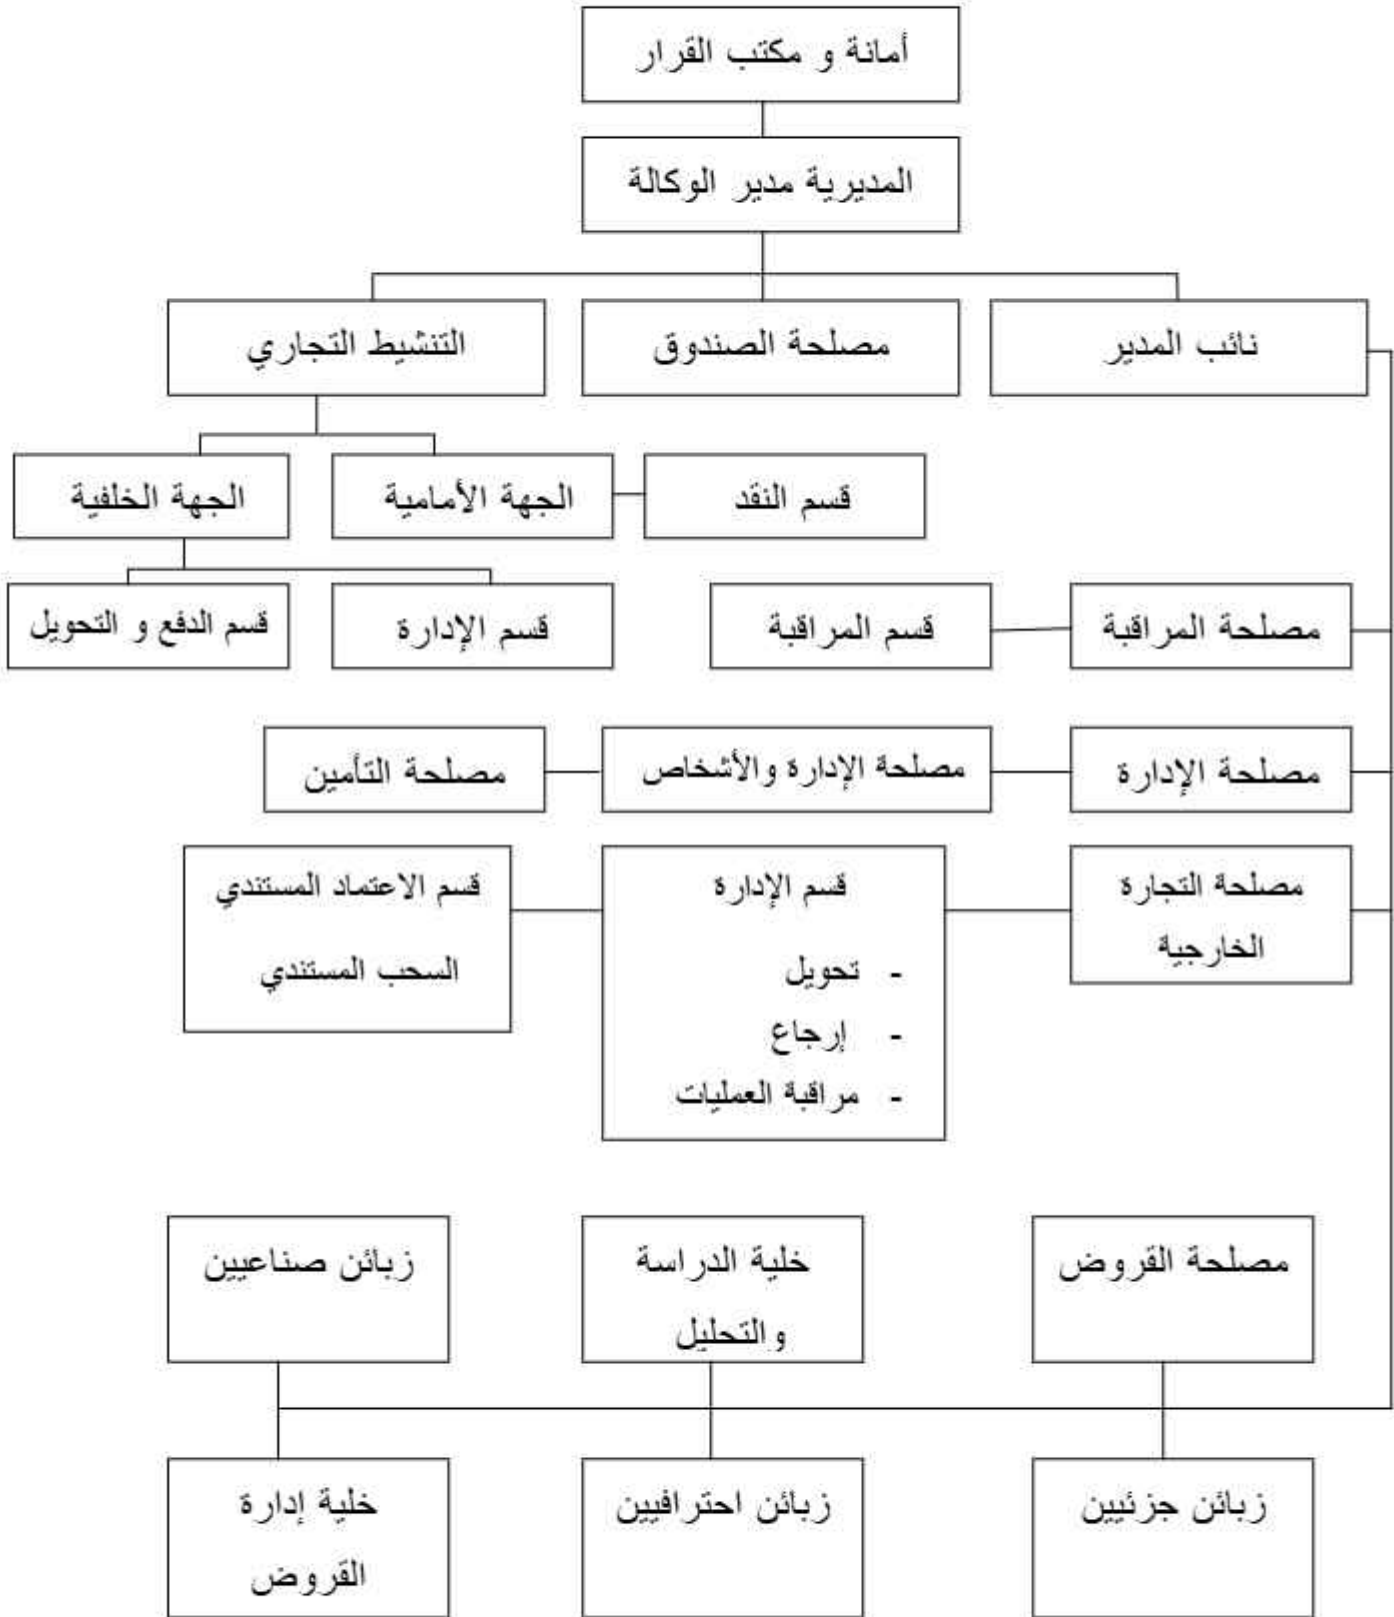 أمانة و مكتب القرار
المديرية مدير الوكالة
نائب المدير
مصلحة الصندوق
التنشيط التجاري
قسم النقد
الجهة الأمامية
الجهة الخلفية
مصلحة المراقبة
قسم المراقبة
قسم الإدارة
قسم الدفع و التحويل
مصلحة الإدارة
مصلحة الإدارة والأشخاص
مصلحة التأمين
مصلحة التجارة
الخارجية
قسم الإدارة
- تحويل
- إرجاع
- مراقبة العمليات
قسم الاعتماد المستندي
السحب المستندي
مصلحة القروض
خلية الدراسة
والتحليل
زبائن صناعيين
زبائن جزئيين
زبائن احترافيين
خلية إدارة
القروض